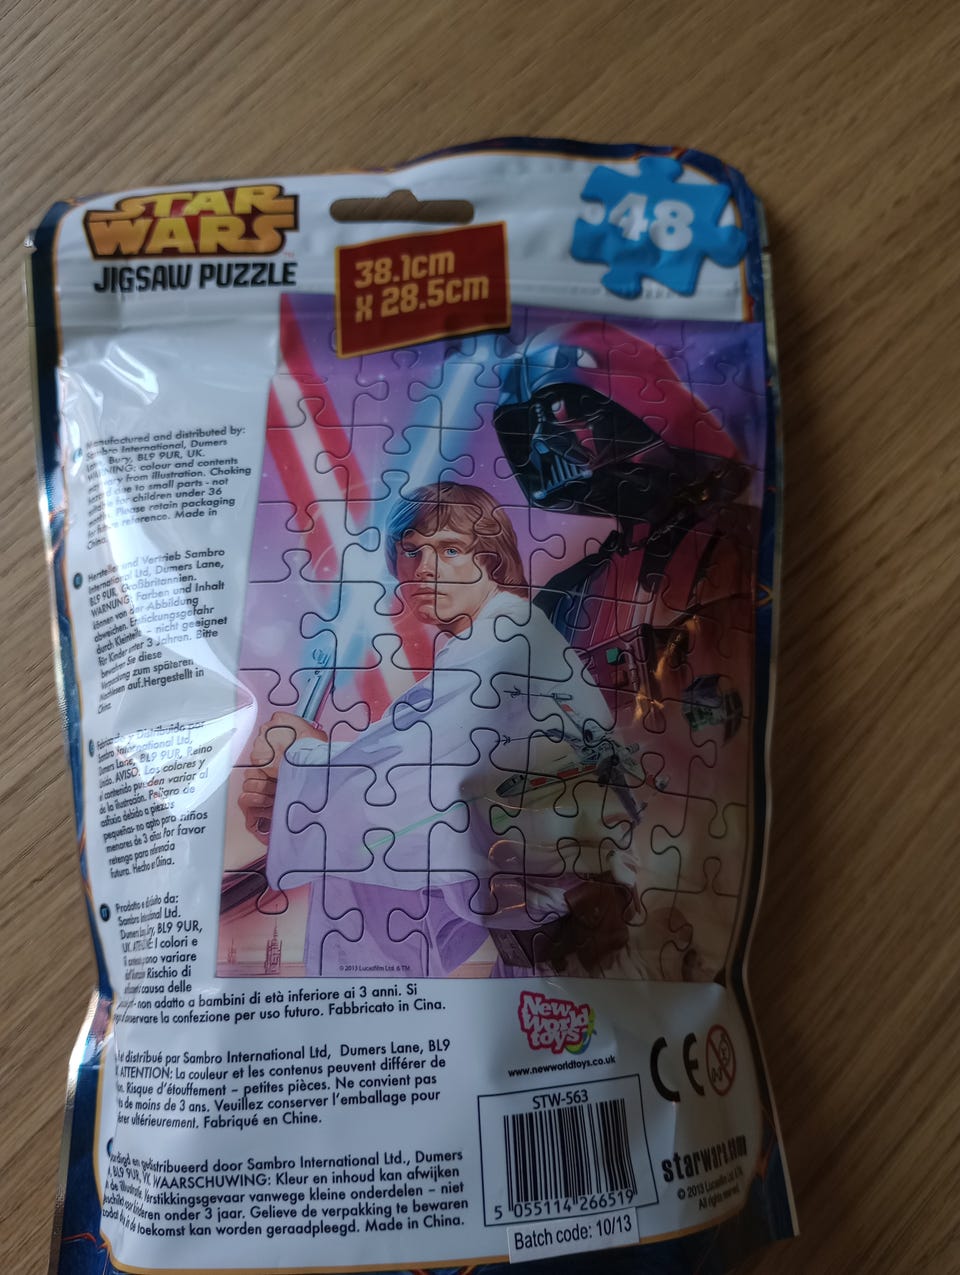 STAR
WARS
JIGSAW PUZZLE
38.1cm
x 28.5cm
48
Manufactured and distributed by:
Sambro International, Dumers
Bury, BL9 9UR, UK.
colour and contents
from illustration. Choking
due to small parts - not
for children under 36
Please retain packaging
reference. Made in
China.
und Vertrieb Sambro
International Ltd, Dumers Lane,
BL9 9UR, Großbritannien.
WARNUNG: Farben und Inhalt
können von der Abbildung
abweichen. Erstickungsgefahr
durch Kleinteile – nicht geeignet
für Kinder unter 3 Jahren. Bitte
bewahren Sie diese
Verpackung zum späteren
auf.Hergestellt in
China.
Fabricado y Distribuido por
Sambro International Ltd,
Dumers Lane, BL9 9UR, Reino
Unido. AVISO: Los colores y
el contenido pueden variar al
de la ilustración. Peligro de
asfixia debido a piezas
pequeñas- no apto para niños
menores de 3 años Por favor
retenga para referencia
futura. Hecho en China.
Prodotto e distribuito da:
Sambro International Ltd.
BL9 9UR,
UK. I colori e
variare
Rischio di
causa delle
non adatto a bambini di età inferiore ai 3 anni. Si
conservare la confezione per uso futuro. Fabbricato in Cina.
et distribué par Sambro International Ltd, Dumers Lane, BL9
ATTENTION: La couleur et les contenus peuvent différer de
Risque d'étouffement – petites pièces. Ne convient pas
de moins de 3 ans. Veuillez conserver l'emballage pour
ultérieurement. Fabriqué en Chine.
en gedistribueerd door Sambro International Ltd., Dumers
BL9 9UR, VK. WAARSCHUWING: Kleur en inhoud kan afwijken
de illustratie. Verstikkingsgevaar vanwege kleine onderdelen – niet
kinderen onder 3 jaar. Gelieve de verpakking te bewaren
zodat de toekomst kan worden geraadpleegd. Made in China.
© 2013 Lucasfilm Ltd. & TM
New
World
toys
www.newworldtoys.co.uk
CE
STW-563
5 055114 266519
Batch code: 10/13
© 2013 Lucasfilm Ltd.
All rights reserved.